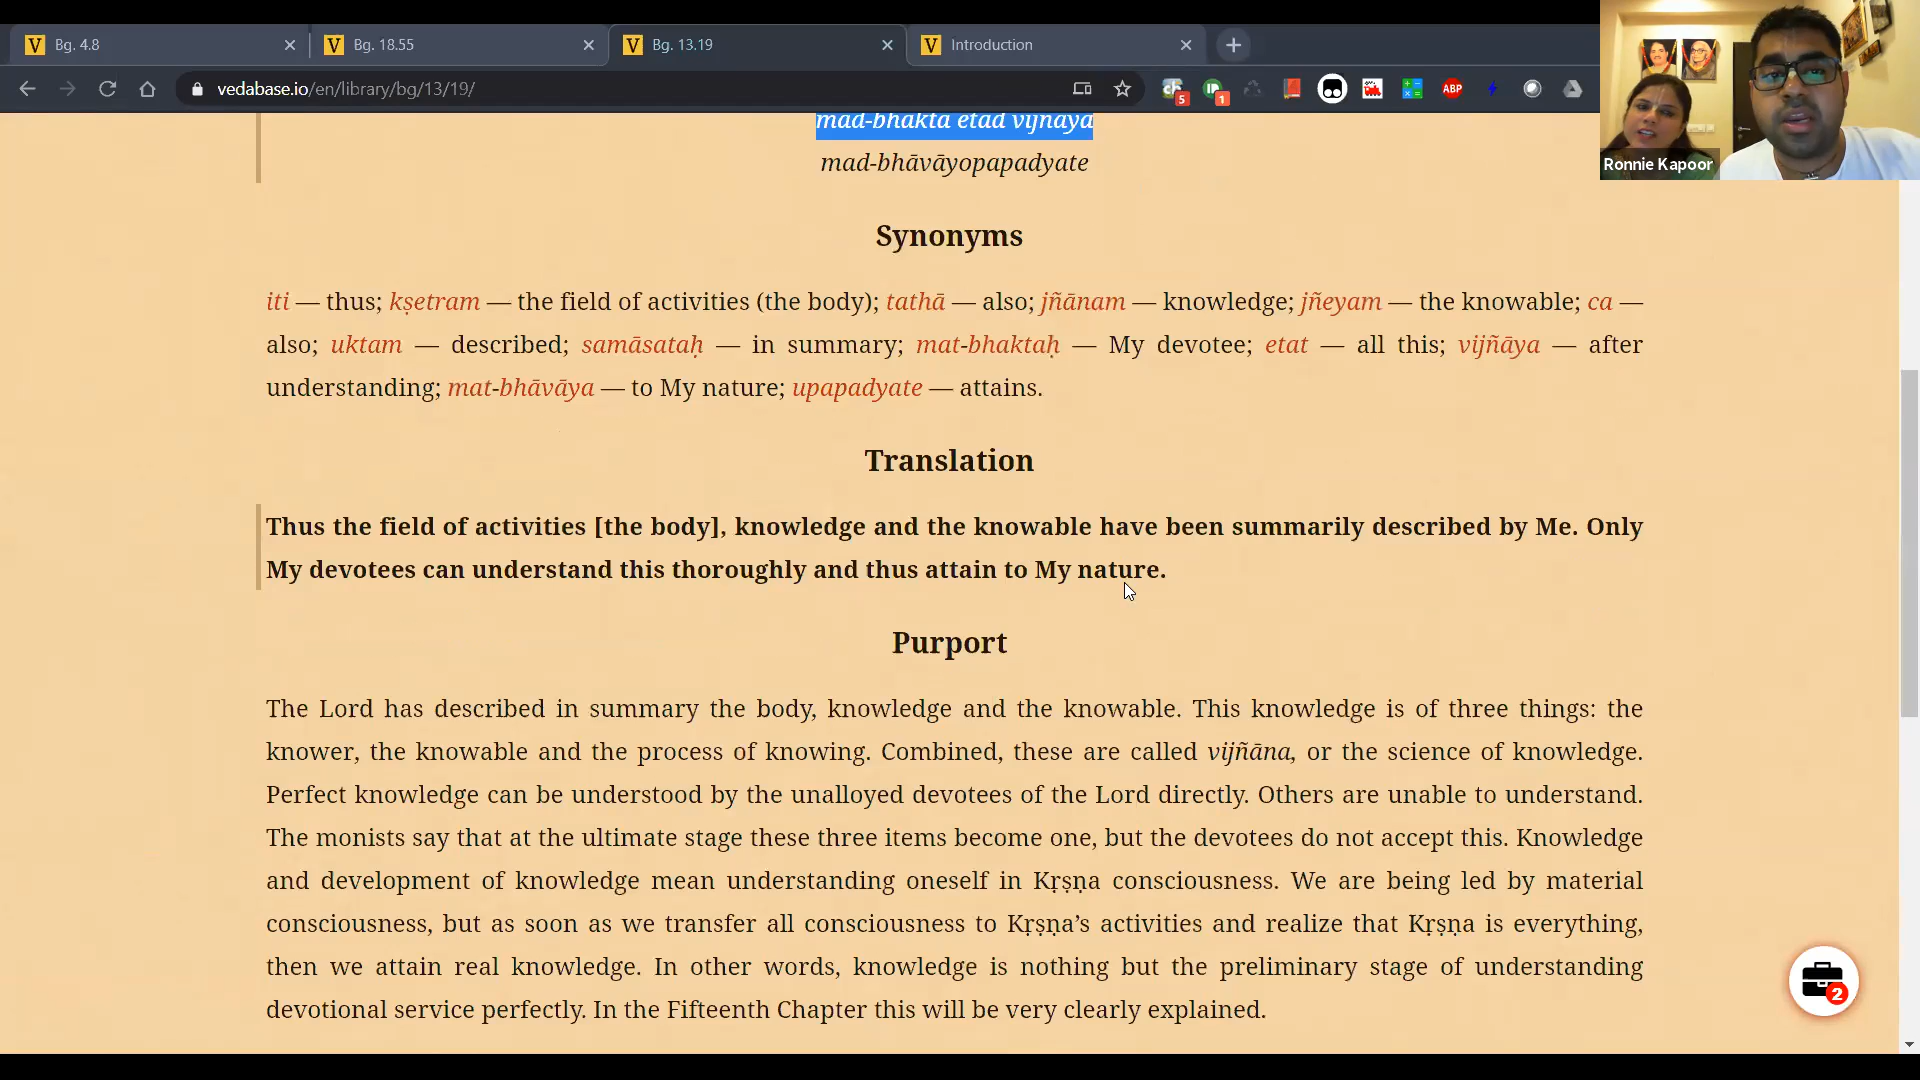 Bg. 4.8
Bg. 18.55
Bg. 13.19
Introduction
vedabase.io/en/library/bg/13/19/
5
1
ABP
Ronnie Kapoor
mad-bhakta etad vijñāya
mad-bhāvāyopapadyate
Synonyms
iti — thus; kṣetram — the field of activities (the body); tathā — also; jñānam — knowledge; jñeyam — the knowable; ca —
also; uktam — described; samāsataḥ — in summary; mat-bhaktaḥ — My devotee; etat — all this; vijñāya — after
understanding; mat-bhāvāya — to My nature; upapadyate — attains.
Translation
Thus the field of activities [the body], knowledge and the knowable have been summarily described by Me. Only
My devotees can understand this thoroughly and thus attain to My nature.
Purport
The Lord has described in summary the body, knowledge and the knowable. This knowledge is of three things: the
knower, the knowable and the process of knowing. Combined, these are called vijñāna, or the science of knowledge.
Perfect knowledge can be understood by the unalloyed devotees of the Lord directly. Others are unable to understand.
The monists say that at the ultimate stage these three items become one, but the devotees do not accept this. Knowledge
and development of knowledge mean understanding oneself in Kṛṣṇa consciousness. We are being led by material
consciousness, but as soon as we transfer all consciousness to Kṛṣṇa’s activities and realize that Kṛṣṇa is everything,
then we attain real knowledge. In other words, knowledge is nothing but the preliminary stage of understanding
devotional service perfectly. In the Fifteenth Chapter this will be very clearly explained.
2